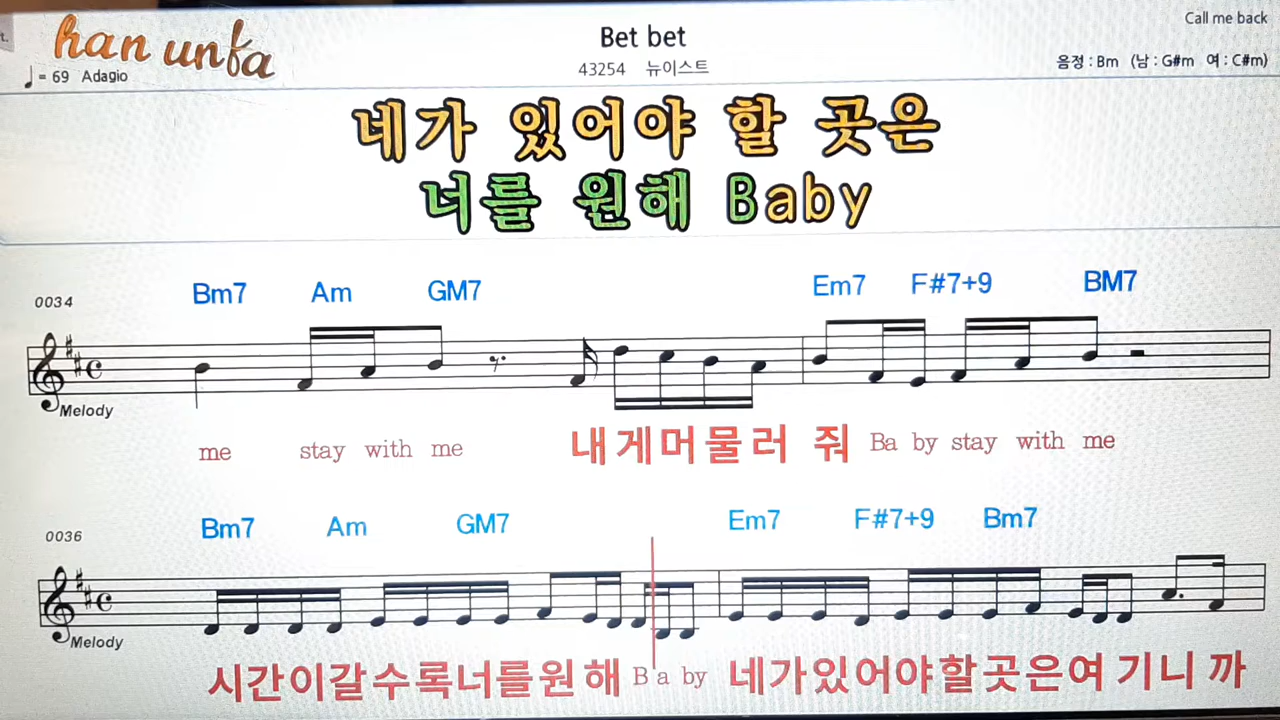 t.
han unfa
Call me back
Bet bet
♩ = 69 Adagio
43254 뉴이스트
음정 : Bm (남 : G#m 여 : C#m)
네가 있어야 할 곳은
너를 원해 Baby
0034
Bm7 Am GM7 Em7 F#7+9 BM7
Melody
me stay with me 내게머물러 줘 Ba by stay with me
0036
Bm7 Am GM7 Em7 F#7+9 Bm7
Melody
시간이갈수록너를원해 Ba by 네가있어야할곳은여기니까